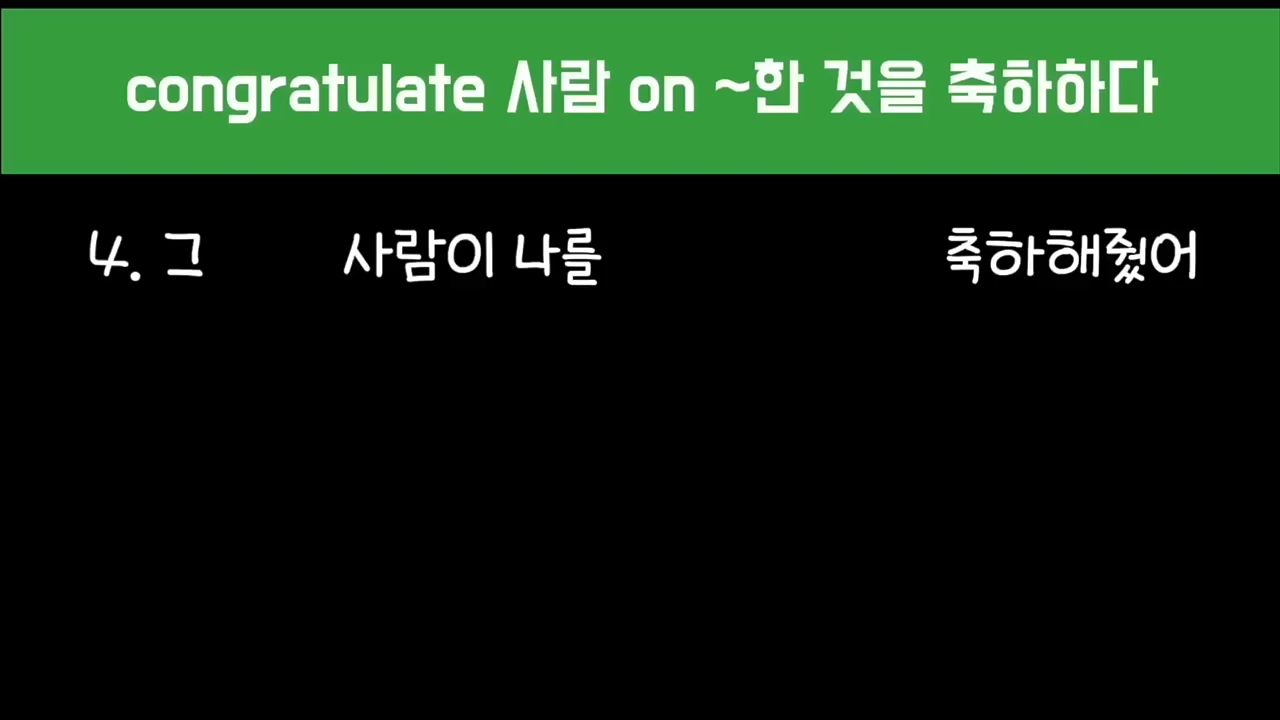 congratulate 사람 on ~한 것을 축하하다
4. 그 사람이 나를 축하해줬어